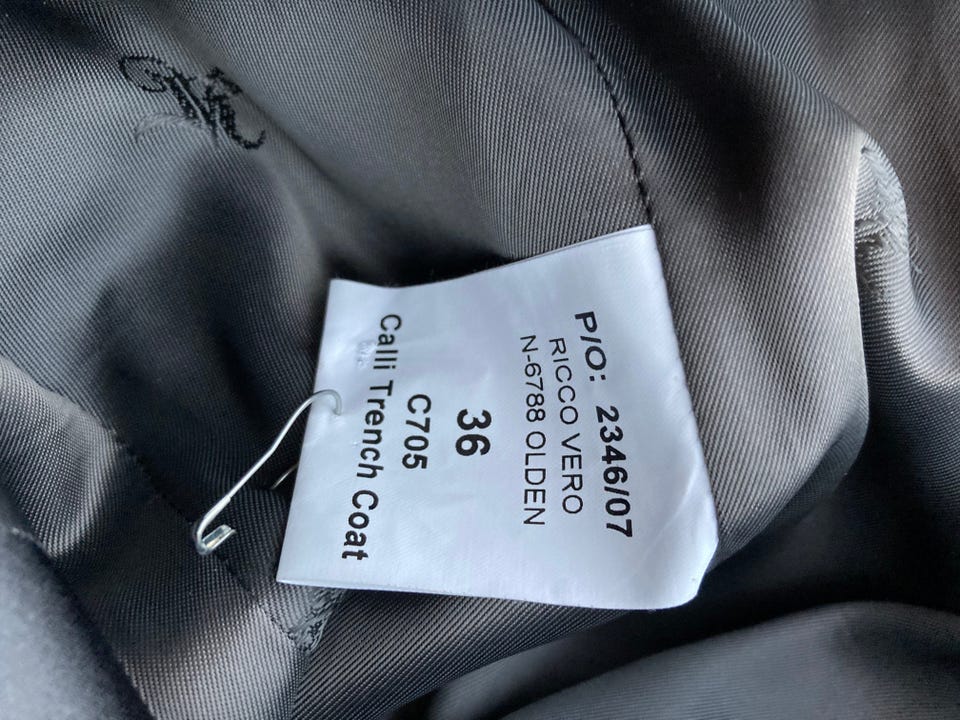 P/O: 2346/07
RICCO VERO
N-6788 OLDEN
36
C705
Calli Trench Coat